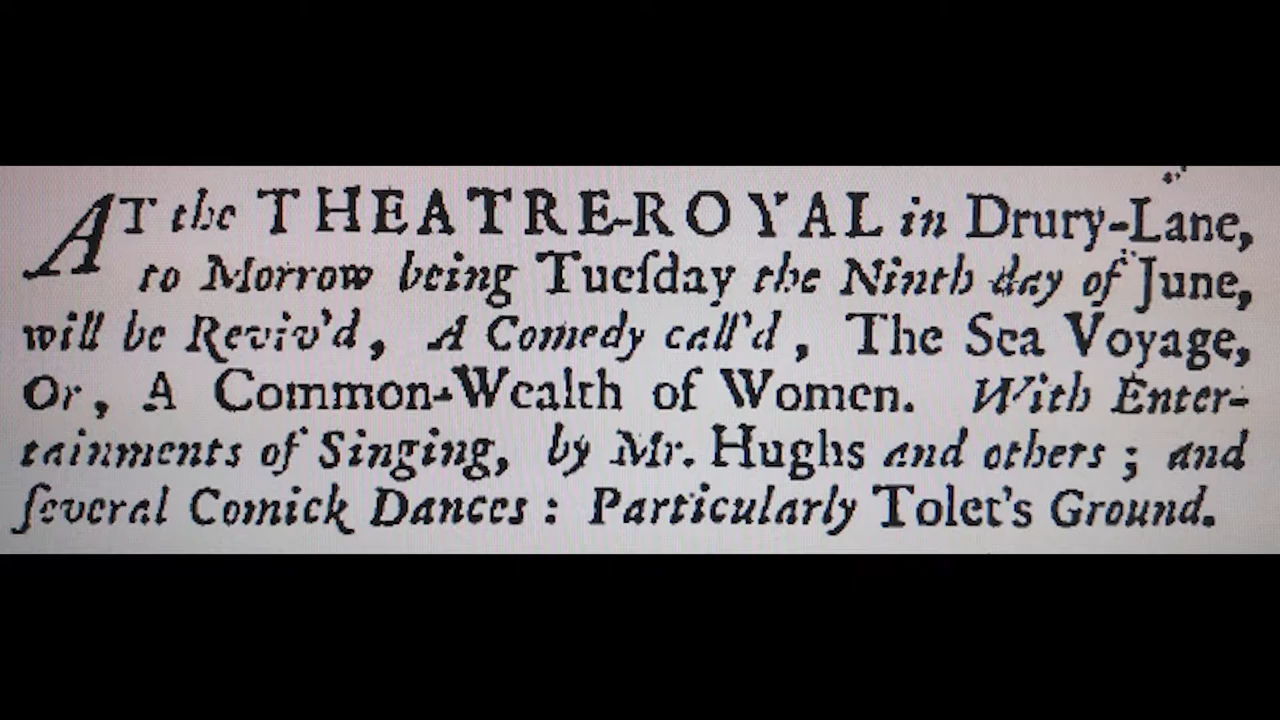 AT the THEATRE-ROYAL in Drury-Lane,
to Morrow being Tueſday the Ninth day of June,
will be Reviv'd, A Comedy call'd, The Sea Voyage,
Or, A Common-Wealth of Women. With Enter-
tainments of Singing, by Mr. Hughs and others; and
ſeveral Comick Dances: Particularly Tolet's Ground.